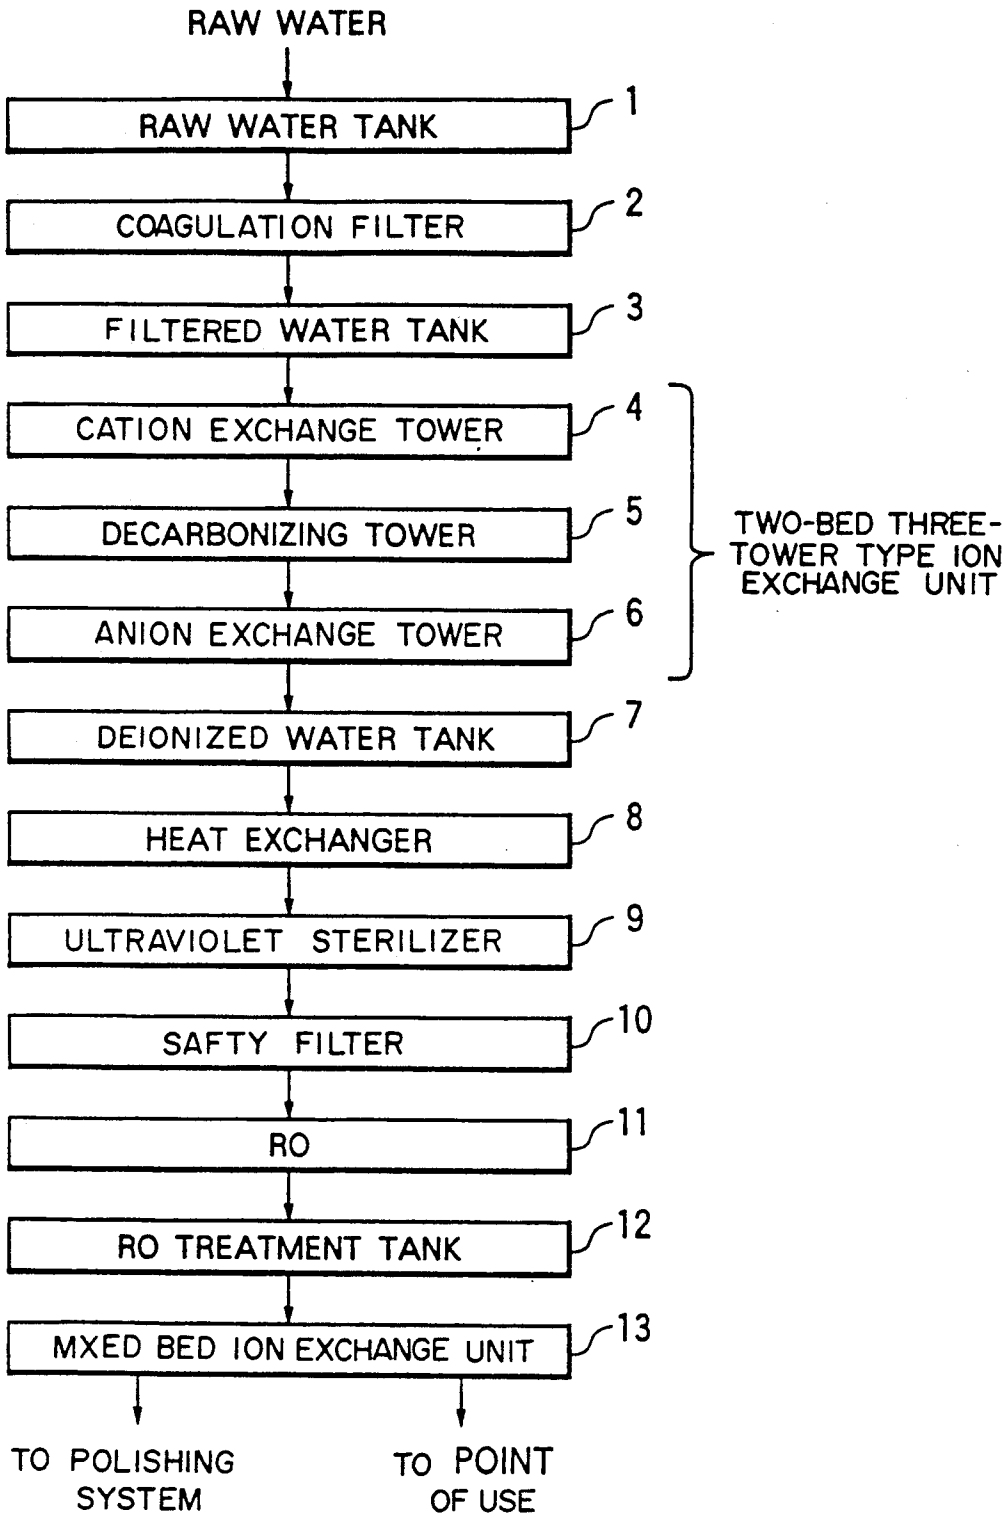 RAW WATER
RAW WATER TANK
1
COAGULATION FILTER
2
FILTERED WATER TANK
3
CATION EXCHANGE TOWER
4
DECARBONIZING TOWER
5
ANION EXCHANGE TOWER
6
TWO-BED THREE-
TOWER TYPE ION
EXCHANGE UNIT
DEIONIZED WATER TANK
7
HEAT EXCHANGER
8
ULTRAVIOLET STERILIZER
9
SAFTY FILTER
10
RO
11
RO TREATMENT TANK
12
MXED BED ION EXCHANGE UNIT
13
TO POLISHING
SYSTEM
TO POINT
OF USE